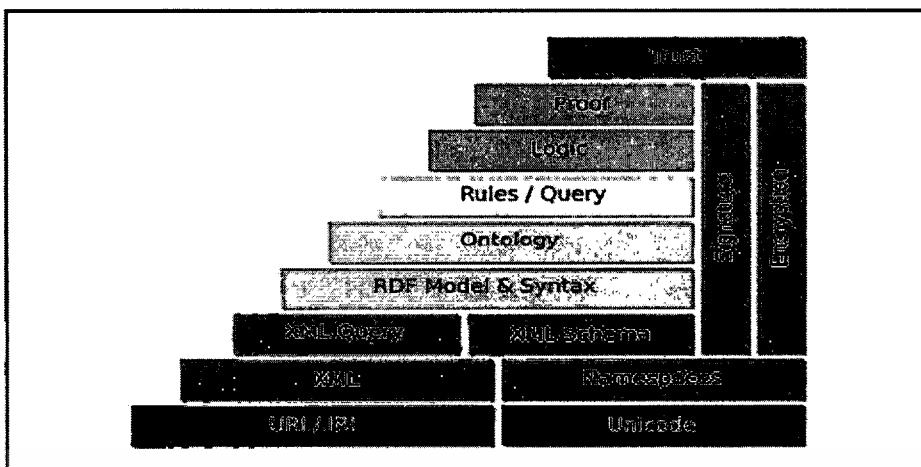 Trust
Proof
Logic
Rules / Query
Ontology
RDF Model & Syntax
XML Query XML Schema
XML Namespaces
URI / IRI Unicode
Signature
Encryption